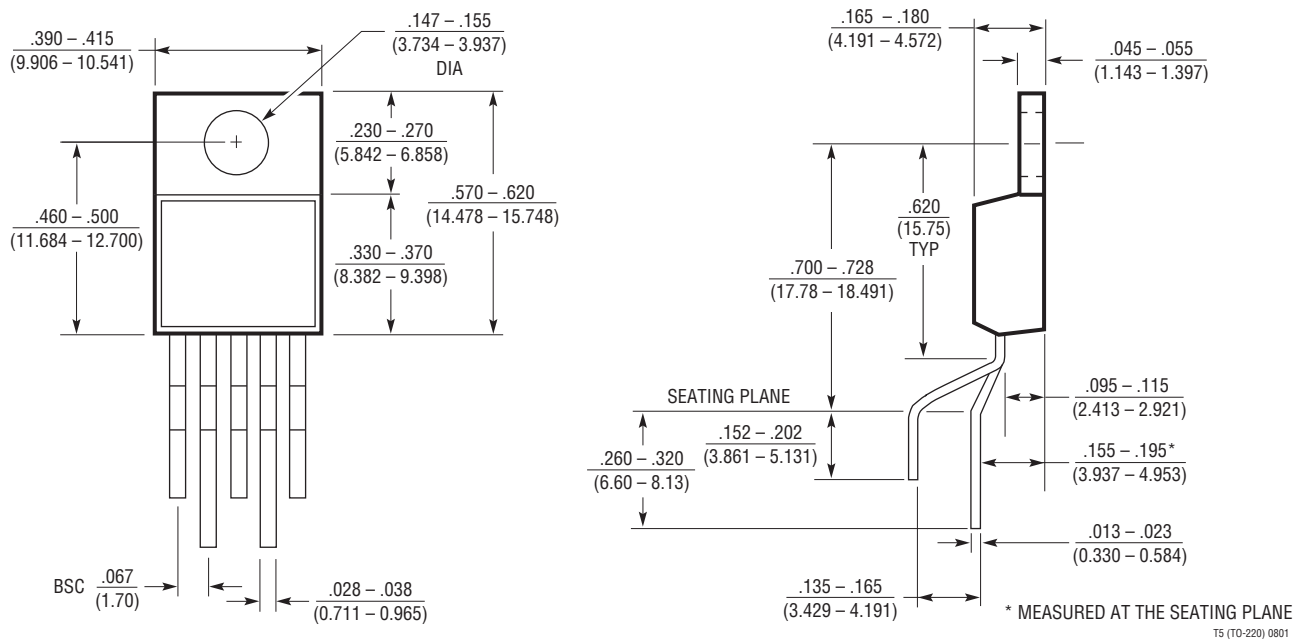 .390 – .415
(9.906 – 10.541)
.147 – .155
(3.734 – 3.937)
DIA
.230 – .270
(5.842 – 6.858)
.570 – .620
(14.478 – 15.748)
.460 – .500
(11.684 – 12.700)
.330 – .370
(8.382 – 9.398)
BSC
.067
(1.70)
.028 – .038
(0.711 – 0.965)
.165 – .180
(4.191 – 4.572)
.045 – .055
(1.143 – 1.397)
.620
(15.75)
TYP
.700 – .728
(17.78 – 18.491)
SEATING PLANE
.152 – .202
(3.861 – 5.131)
.260 – .320
(6.60 – 8.13)
.095 – .115
(2.413 – 2.921)
.155 – .195*
(3.937 – 4.953)
.013 – .023
(0.330 – 0.584)
.135 – .165
(3.429 – 4.191)
* MEASURED AT THE SEATING PLANE
T5 (TO-220) 0801